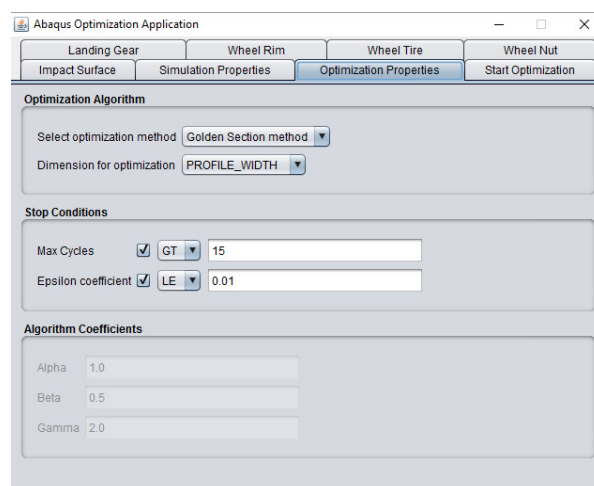 Abaqus Optimization Application
Landing Gear Wheel Rim Wheel Tire Wheel Nut
Impact Surface Simulation Properties Optimization Properties Start Optimization
Optimization Algorithm
Select optimization method Golden Section method
Dimension for optimization PROFILE_WIDTH
Stop Conditions
Max Cycles GT 15
Epsilon coefficient LE 0.01
Algorithm Coefficients
Alpha 1.0
Beta 0.5
Gamma 2.0